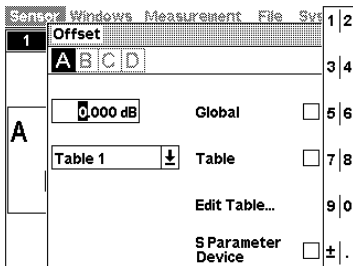 Sensor Windows Measurement File Sys
1 Offset 1 2
A B C D 3 4
0.000 dB Global 5 6
A
Table 1 Table 7 8
Edit Table... 9 0
S Parameter
Device ± .